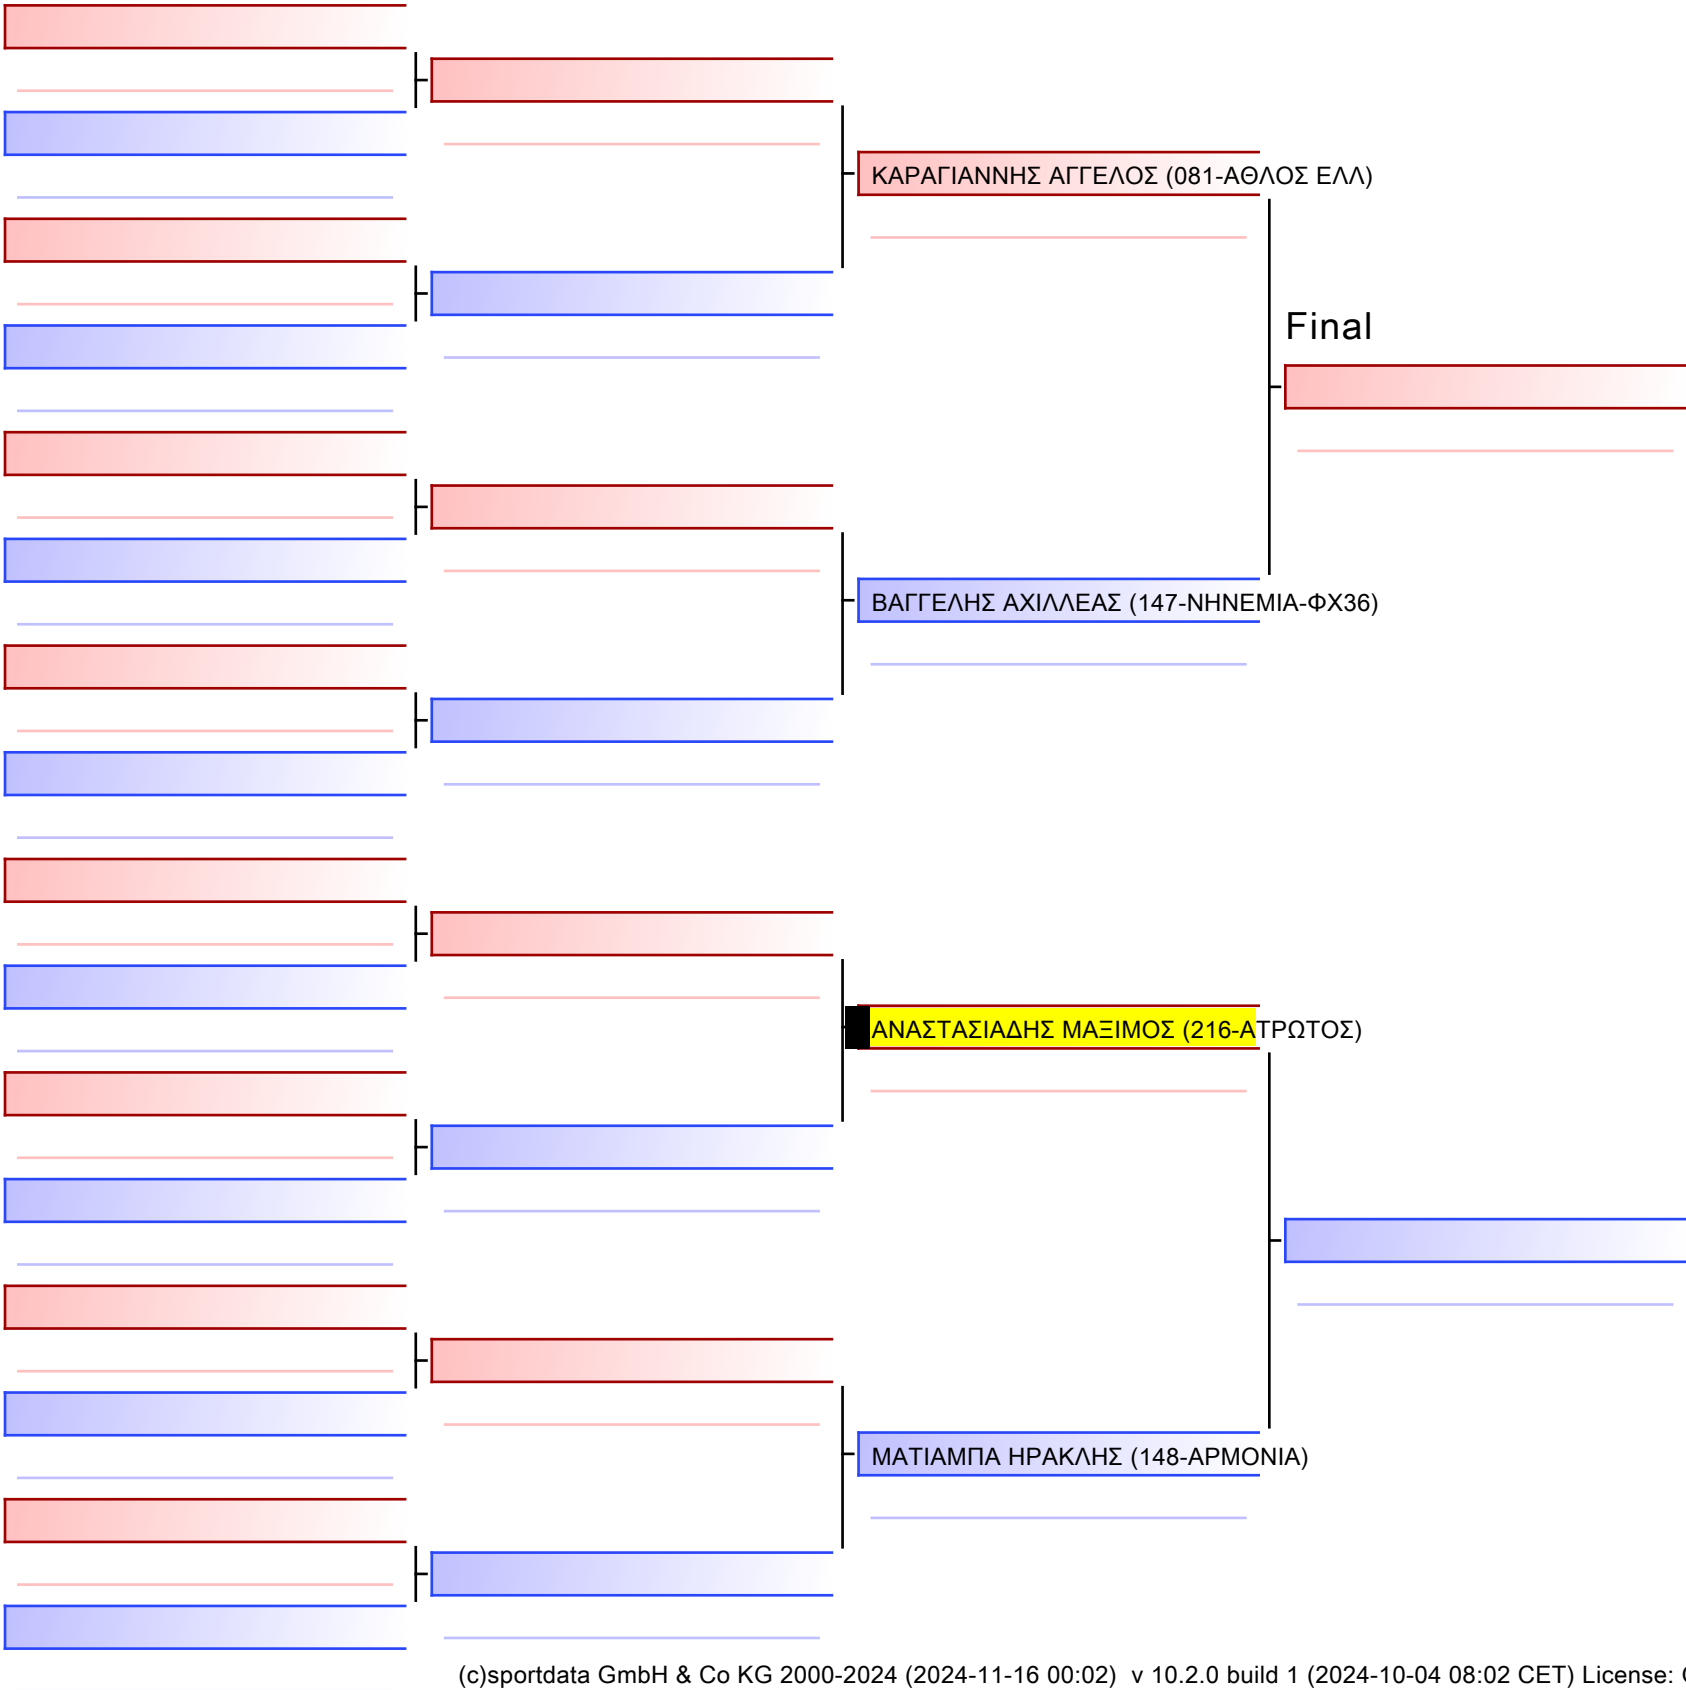 ΚΑΡΑΓΙΑΝΝΗΣ ΑΓΓΕΛΟΣ (081-ΑΘΛΟΣ ΕΛΛ)
Final
ΒΑΓΓΕΛΗΣ ΑΧΙΛΛΕΑΣ (147-ΝΗΝΕΜΙΑ-ΦΧ36)
ΑΝΑΣΤΑΣΙΑΔΗΣ ΜΑΞΙΜΟΣ (216-ΑΤΡΩΤΟΣ)
ΜΑΤΙΑΜΠΑ ΗΡΑΚΛΗΣ (148-ΑΡΜΟΝΙΑ)
(c)sportdata GmbH & Co KG 2000-2024 (2024-11-16 00:02) v 10.2.0 build 1 (2024-10-04 08:02 CET) License: